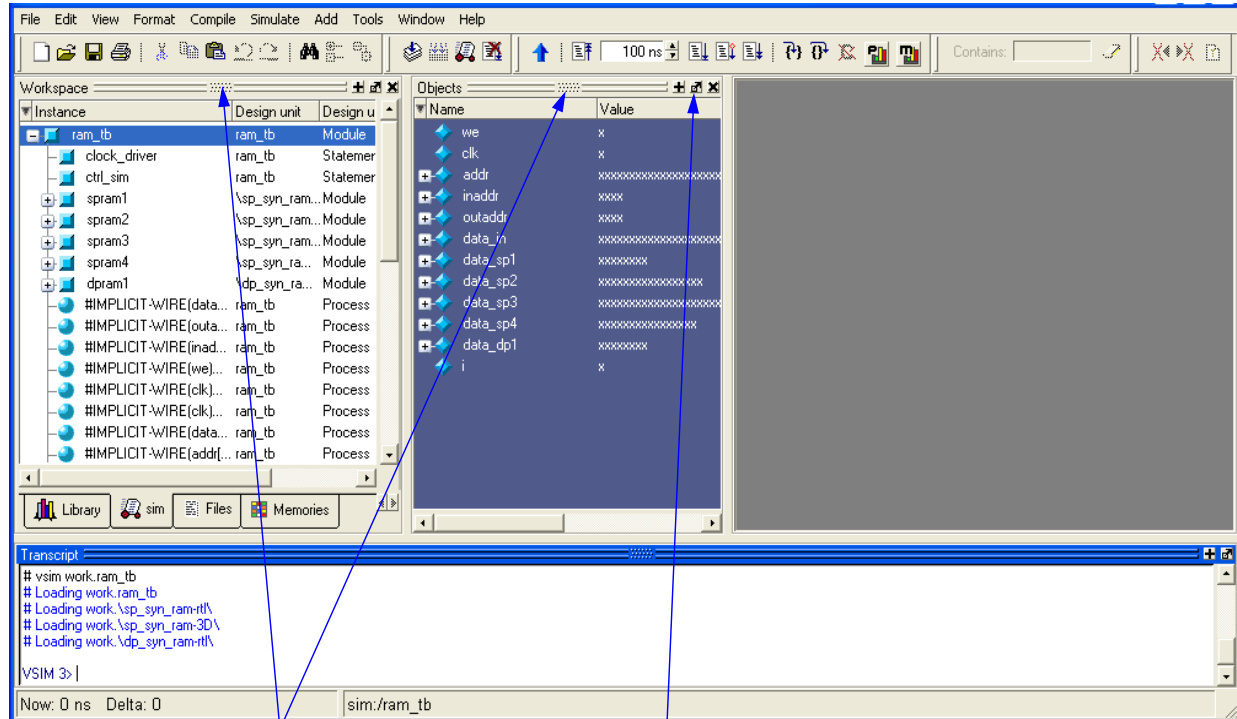 File Edit View Format Compile Simulate Add Tools Window Help
100 ns
Contains:
Workspace
Instance Design unit Design u
ram_tb ram_tb Module
clock_driver ram_tb Statemer
ctrl_sim ram_tb Statemer
spram1 \sp_syn_ram... Module
spram2 \sp_syn_ram... Module
spram3 \sp_syn_ram... Module
spram4 \sp_syn_ra... Module
dpram1 \dp_syn_ra... Module
#IMPLICIT-WIRE(data... ram_tb Process
#IMPLICIT-WIRE(outa... ram_tb Process
#IMPLICIT-WIRE(inad... ram_tb Process
#IMPLICIT-WIRE(we)... ram_tb Process
#IMPLICIT-WIRE(clk)... ram_tb Process
#IMPLICIT-WIRE(clk)... ram_tb Process
#IMPLICIT-WIRE(data... ram_tb Process
#IMPLICIT-WIRE(addr[... ram_tb Process
Library sim Files Memories
Objects
Name Value
we x
clk x
addr xxxxxxxxxxxxxxxxxxxx
inaddr xxxx
outaddr xxxx
data_in xxxxxxxxxxxxxxxxxxxx
data_sp1 xxxxxxxx
data_sp2 xxxxxxxxxxxxxxxxx
data_sp3 xxxxxxxxxxxxxxxxxxxx
data_sp4 xxxxxxxxxxxxxxxx
data_dp1 xxxxxxxx
i x
Transcript
# vsim work.ram_tb
# Loading work.ram_tb
# Loading work.\sp_syn_ram-rtl\
# Loading work.\sp_syn_ram-3D\
# Loading work.\dp_syn_ram-rtl\
VSIM 3>
Now: 0 ns Delta: 0 sim:/ram_tb